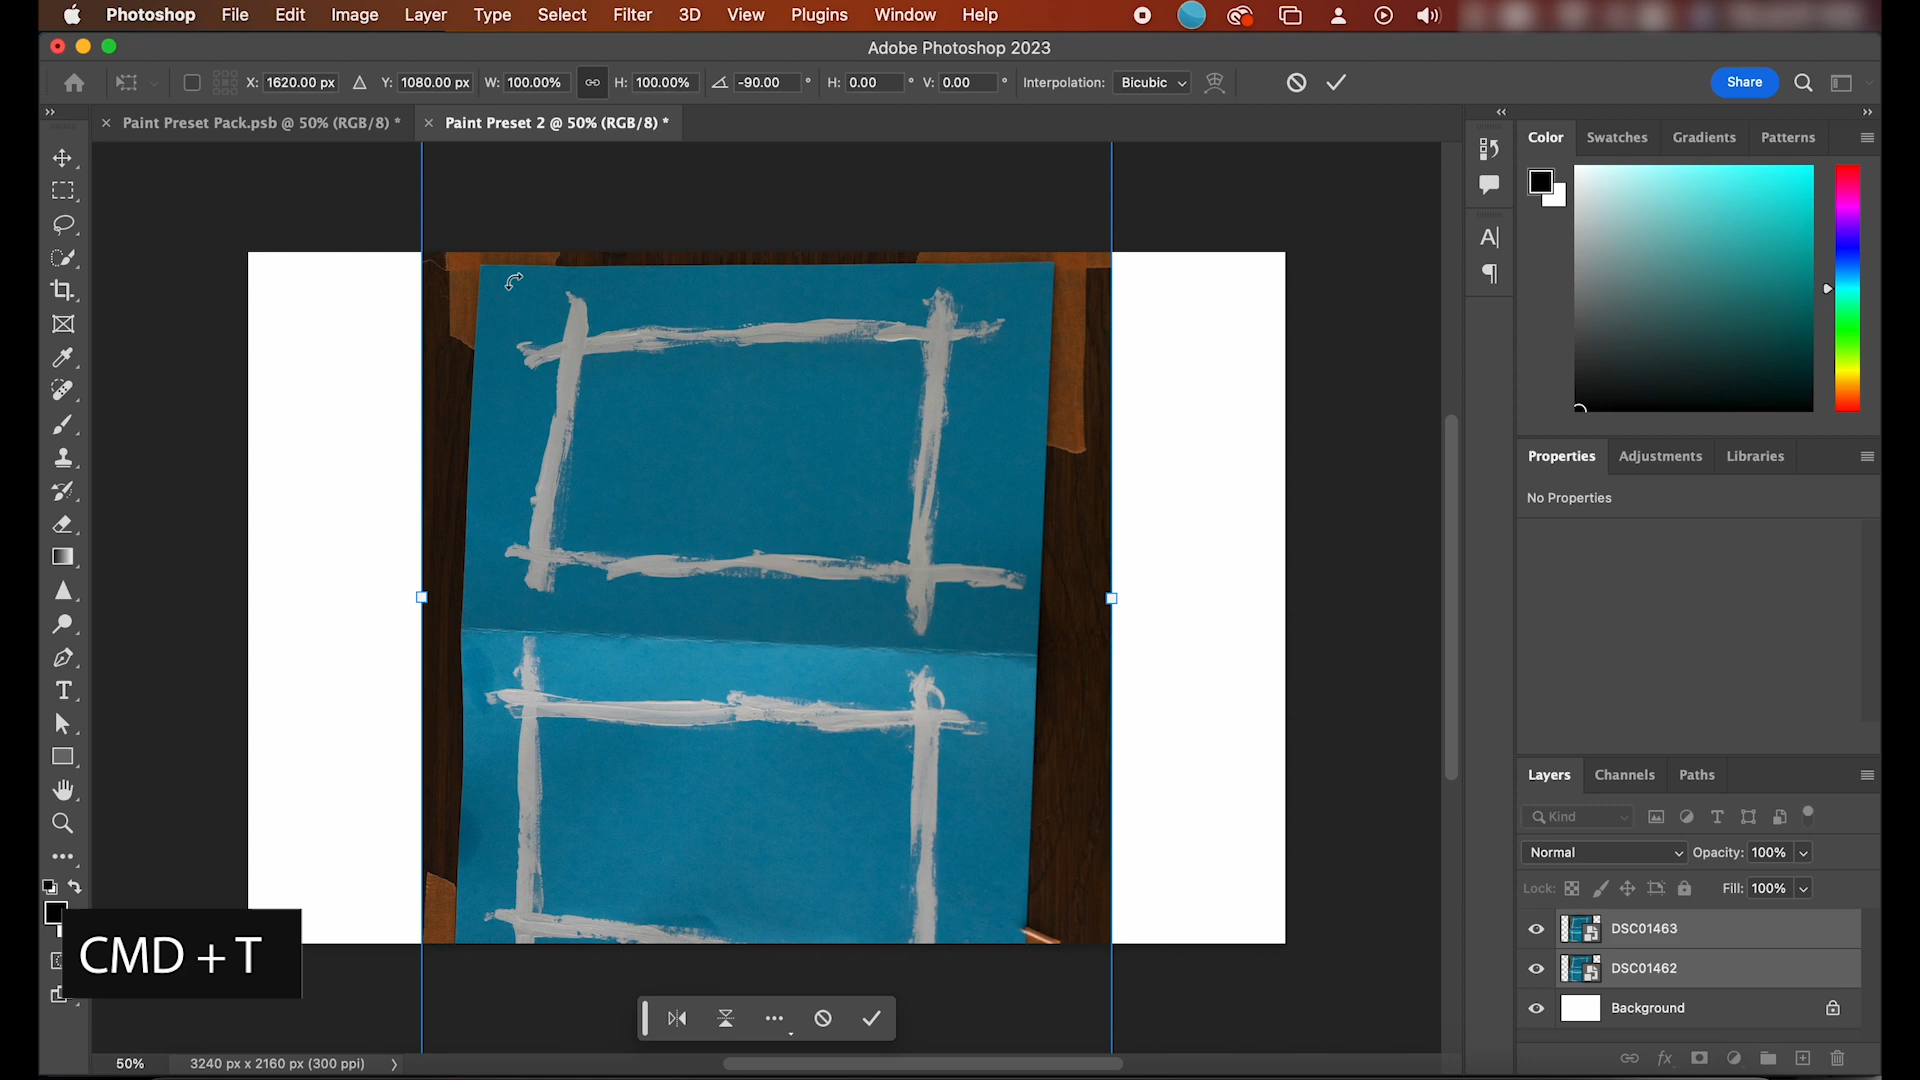 Photoshop File Edit Image Layer Type Select Filter 3D View Plugins Window Help
Adobe Photoshop 2023
X: 1620.00 px Y: 1080.00 px W: 100.00% H: 100.00% -90.00 ° H: 0.00 ° V: 0.00 ° Interpolation: Bicubic Share
Paint Preset Pack.psb @ 50% (RGB/8) * Paint Preset 2 @ 50% (RGB/8) *
Color Swatches Gradients Patterns
Properties Adjustments Libraries
No Properties
Layers Channels Paths
Kind
Normal Opacity: 100%
Lock: Fill: 100%
DSC01463
DSC01462
Background
CMD + T
50% 3240 px x 2160 px (300 ppi)